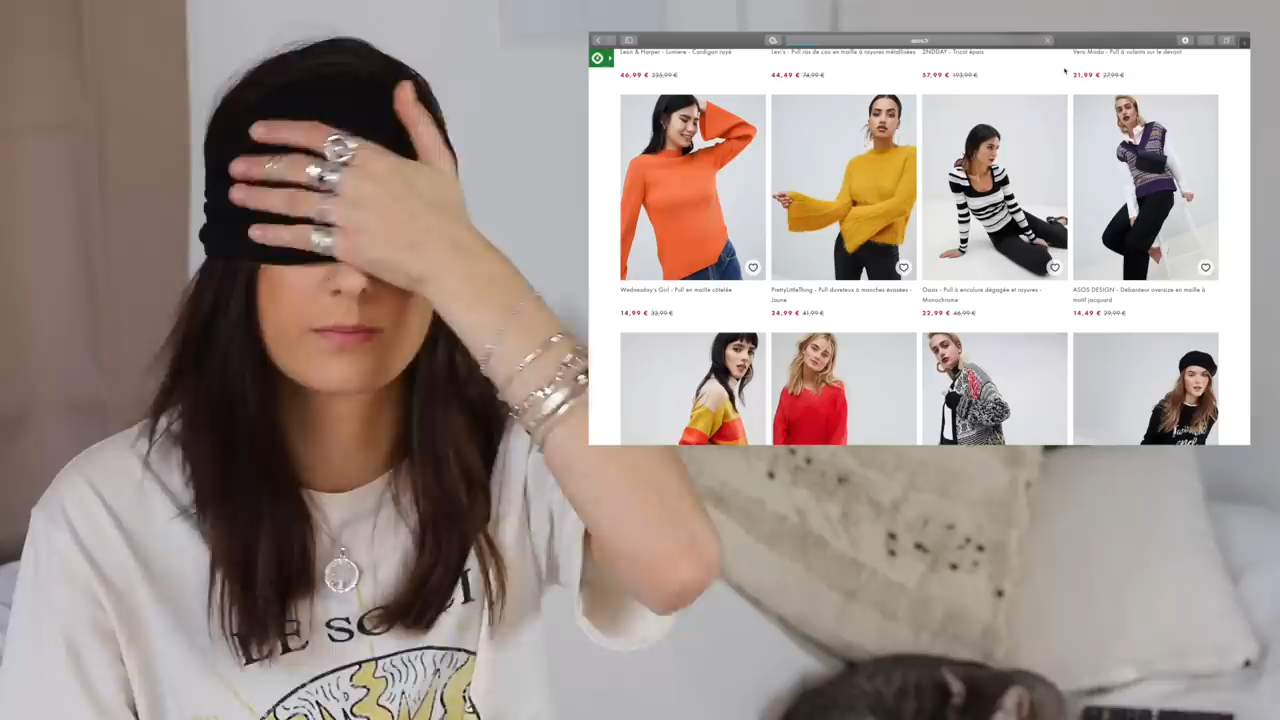 asos.fr
Leon & Harper - Lumiere - Cardigan rayé
Levi's - Pull ras de cou en maille à rayures métallisées
2NDDAY - Tricot épais
Vero Moda - Pull à volants sur le devant
46,99 € 235,99 €
44,49 € 74,99 €
57,99 € 193,99 €
21,99 € 27,99 €
Wednesday's Girl - Pull en maille côtelée
PrettyLittleThing - Pull duveteux à manches évasées -
Jaune
Oasis - Pull à encolure dégagée et rayures -
Monochrome
ASOS DESIGN - Débardeur oversize en maille à
motif jacquard
14,99 € 33,99 €
24,99 € 41,99 €
22,99 € 46,99 €
14,49 € 29,99 €
LE SOLEI